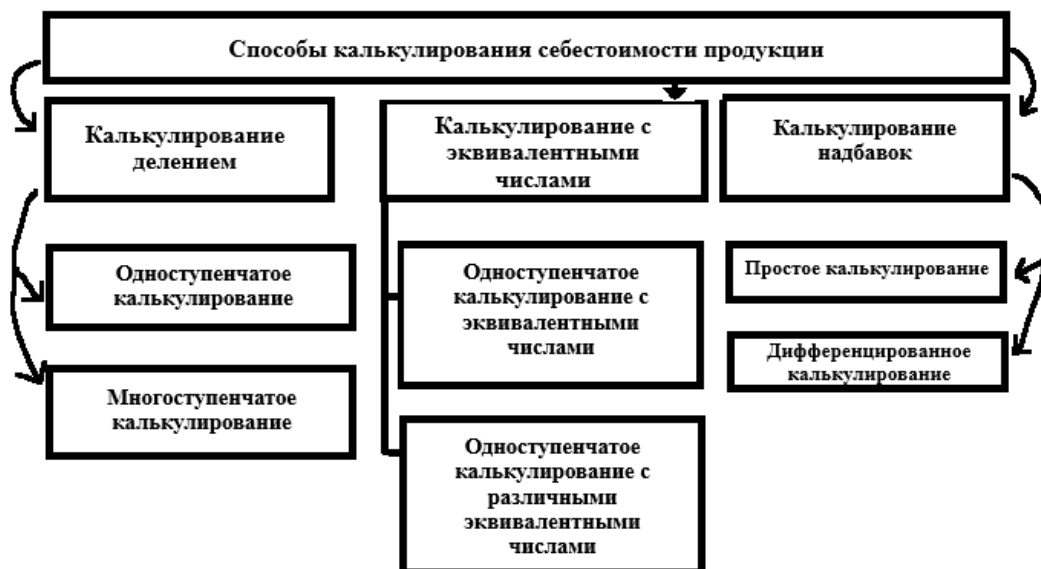 Способы калькулирования себестоимости продукции
Калькулирование
делением
Калькулирование с
эквивалентными
числами
Калькулирование
надбавок
Одноступенчатое
калькулирование
Одноступенчатое
калькулирование с
эквивалентными
числами
Простое калькулирование
Дифференцированное
калькулирование
Многоступенчатое
калькулирование
Одноступенчатое
калькулирование с
различными
эквивалентными
числами